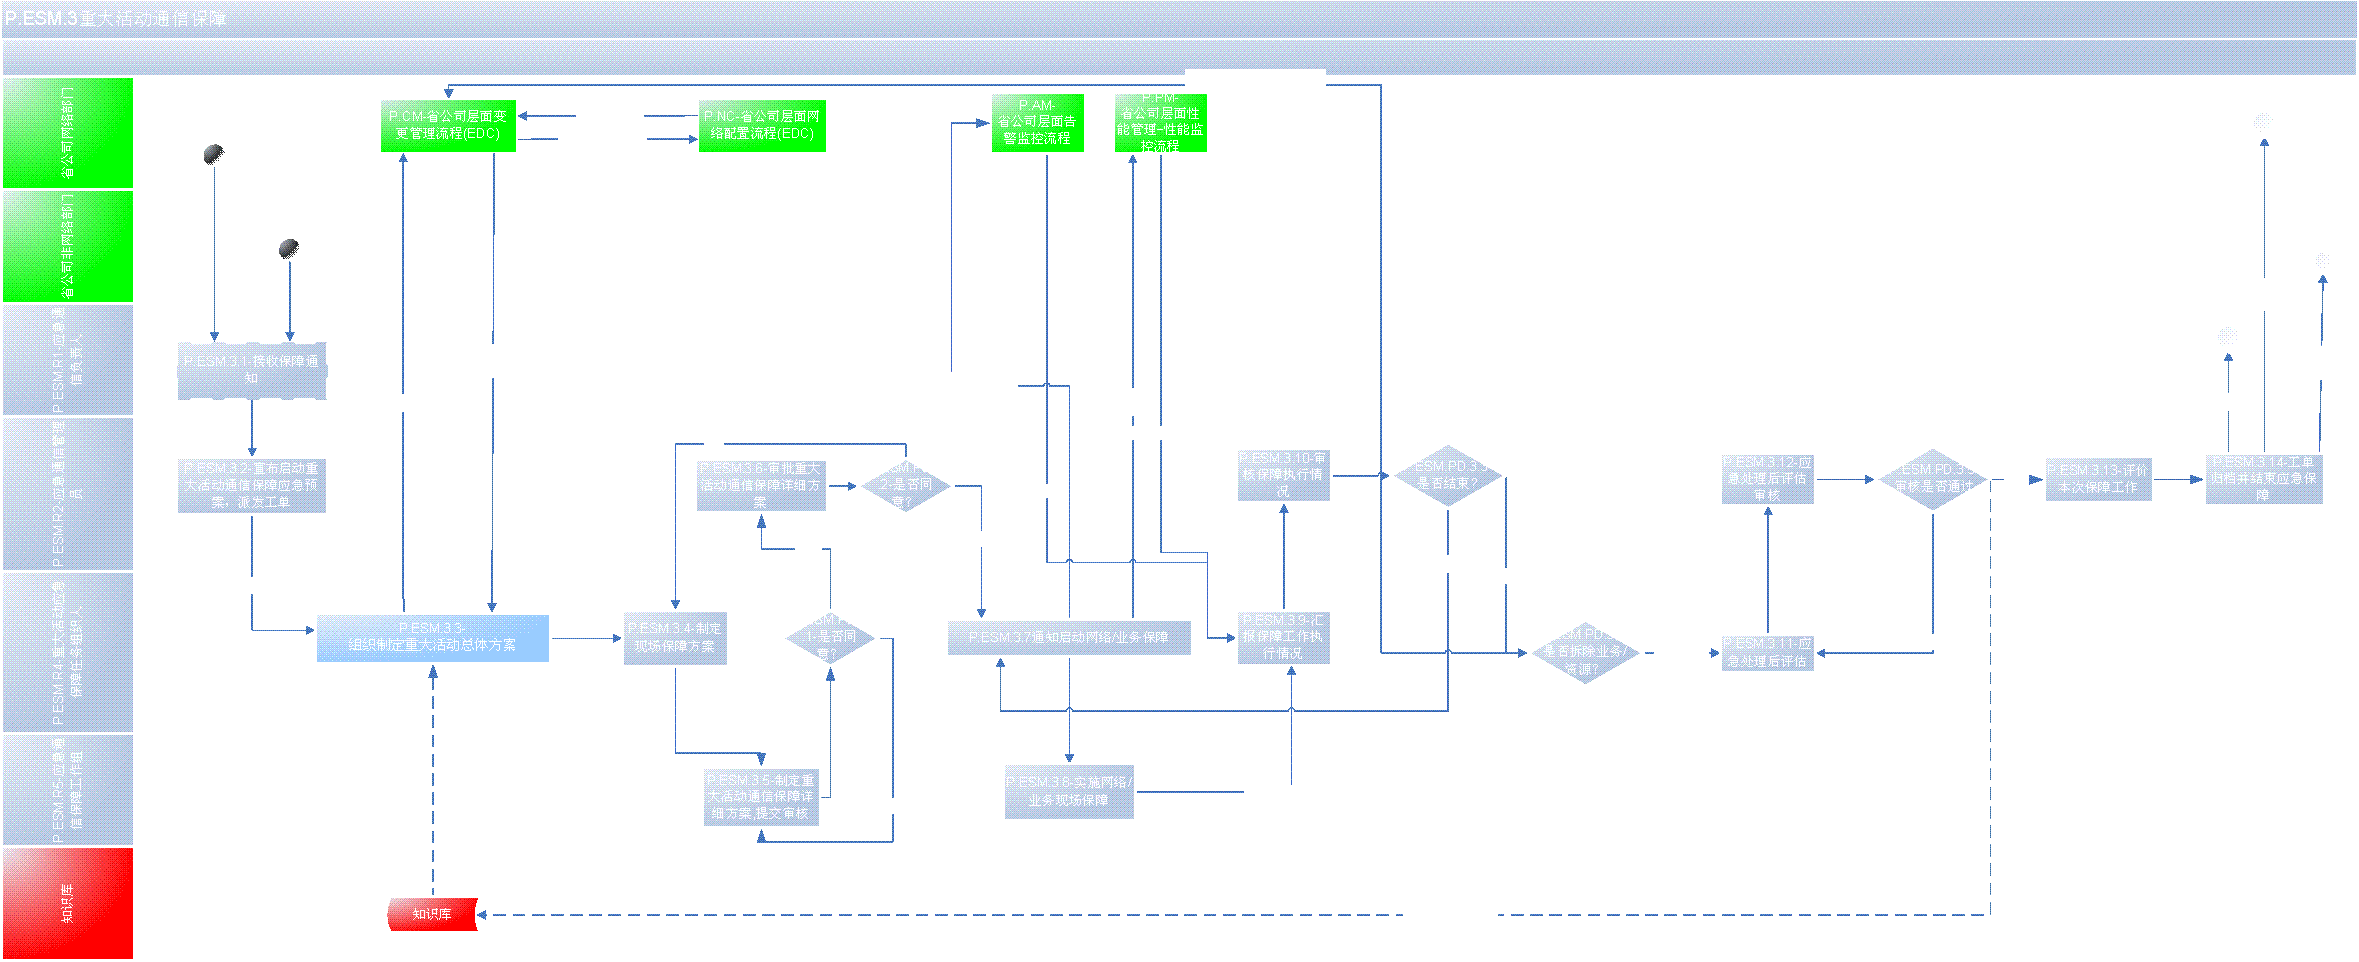 P.ESM.3重大活动通信保障
省公司网络部门
P.CM-省公司层面变
更管理流程(EDC)
P.NC-省公司层面网
络配置流程(EDC)
P.AM-
省公司层面告
警监控流程
P.PM-
省公司层面性
能管理-性能监
控流程
省公司非网络部门
P.ESM.R1-应急通
信负责人
P.ESM.3.1-接收保障通
知
P.ESM.R2-应急通信管理
员
P.ESM.3.2-宣布启动重
大活动通信保障应急预
案，派发工单
P.ESM.3.6-审批重大
活动通信保障详细方
案
2-是否同
意?
P.ESM.3.10-审
核保障执行情
况
ESM.PD.3.3
是否结束?
P.ESM.3.12-应
急处理后评估
审核
ESM.PD.3.5
审核是否通过
P.ESM.3.13-评价
本次保障工作
P.ESM.3.14-工单
归档并结束应急保
障
P.ESM.R4-重大活动应急
保障任务组织人
P.ESM.3.3-
组织制定重大活动总体方案
P.ESM.3.4-制定
现场保障方案
1-是否同
意?
P.ESM.3.7通知启动网络/业务保障
P.ESM.3.9-汇
报保障工作执
行情况
是否拆除业务/
资源?
P.ESM.3.11-应
急处理后评估
P.ESM.R5-应急通
信保障工作组
P.ESM.3.5-制定重
大活动通信保障详
细方案,提交审核
P.ESM.3.8-实施网络/
业务现场保障
知识库
知识库